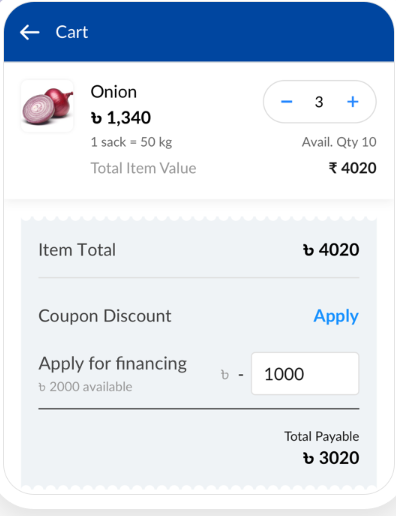 Cart
Onion
৳ 1,340
- 3 +
1 sack = 50 kg
Avail. Qty 10
Total Item Value ₹ 4020
Item Total ৳ 4020
Coupon Discount Apply
Apply for financing ৳ - 1000
৳ 2000 available
Total Payable
৳ 3020